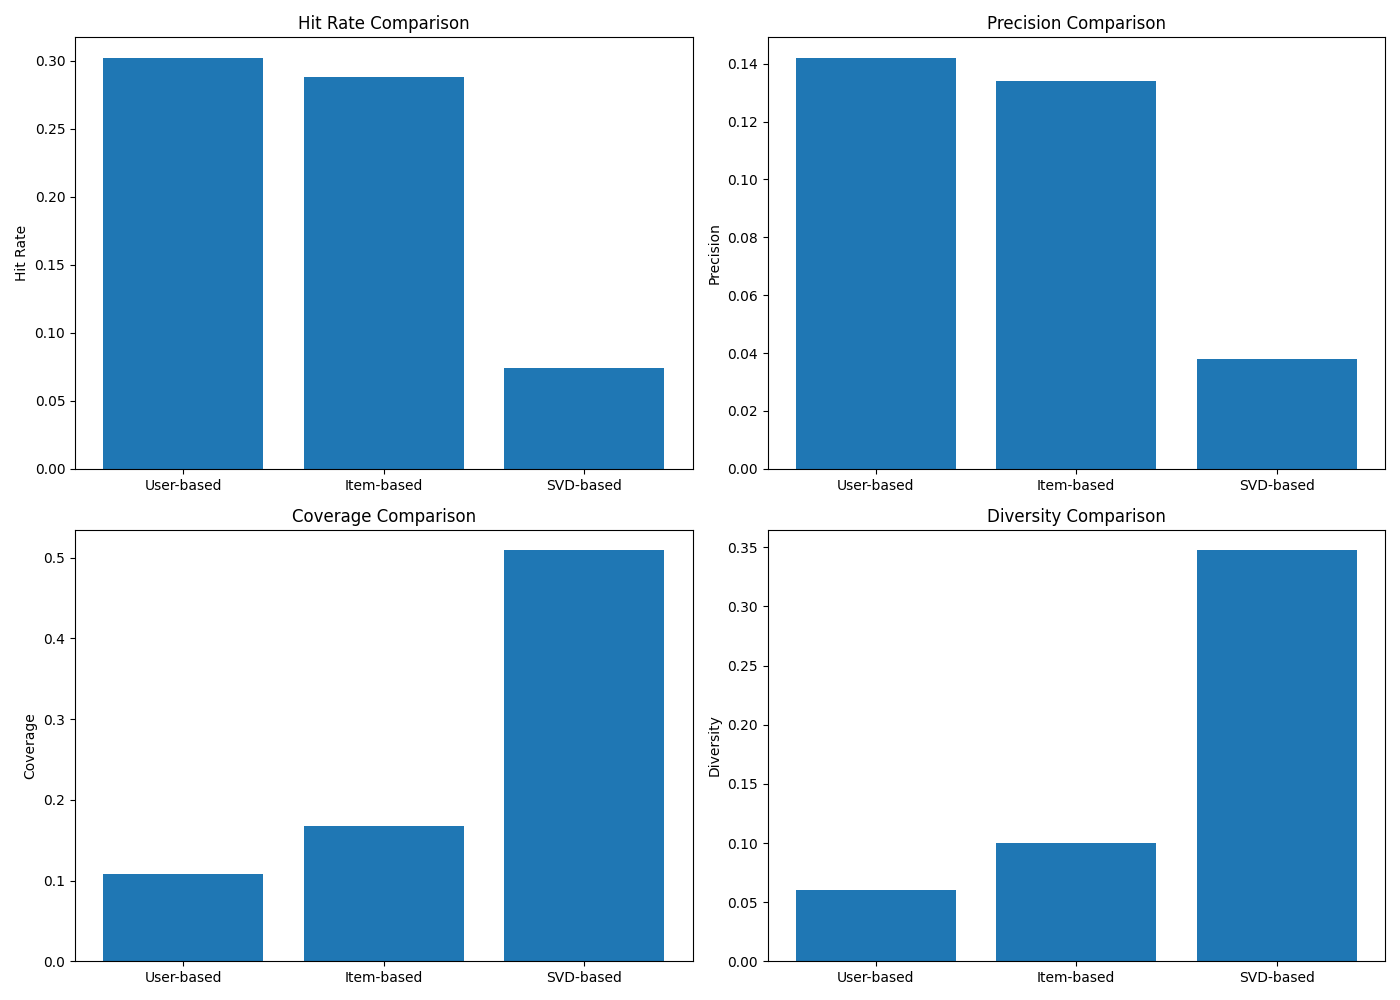 Hit Rate Comparison
Hit Rate
0.30
0.25
0.20
0.15
0.10
0.05
0.00
User-based Item-based SVD-based
Precision Comparison
Precision
0.14
0.12
0.10
0.08
0.06
0.04
0.02
0.00
User-based Item-based SVD-based
Coverage Comparison
Coverage
0.5
0.4
0.3
0.2
0.1
0.0
User-based Item-based SVD-based
Diversity Comparison
Diversity
0.35
0.30
0.25
0.20
0.15
0.10
0.05
0.00
User-based Item-based SVD-based